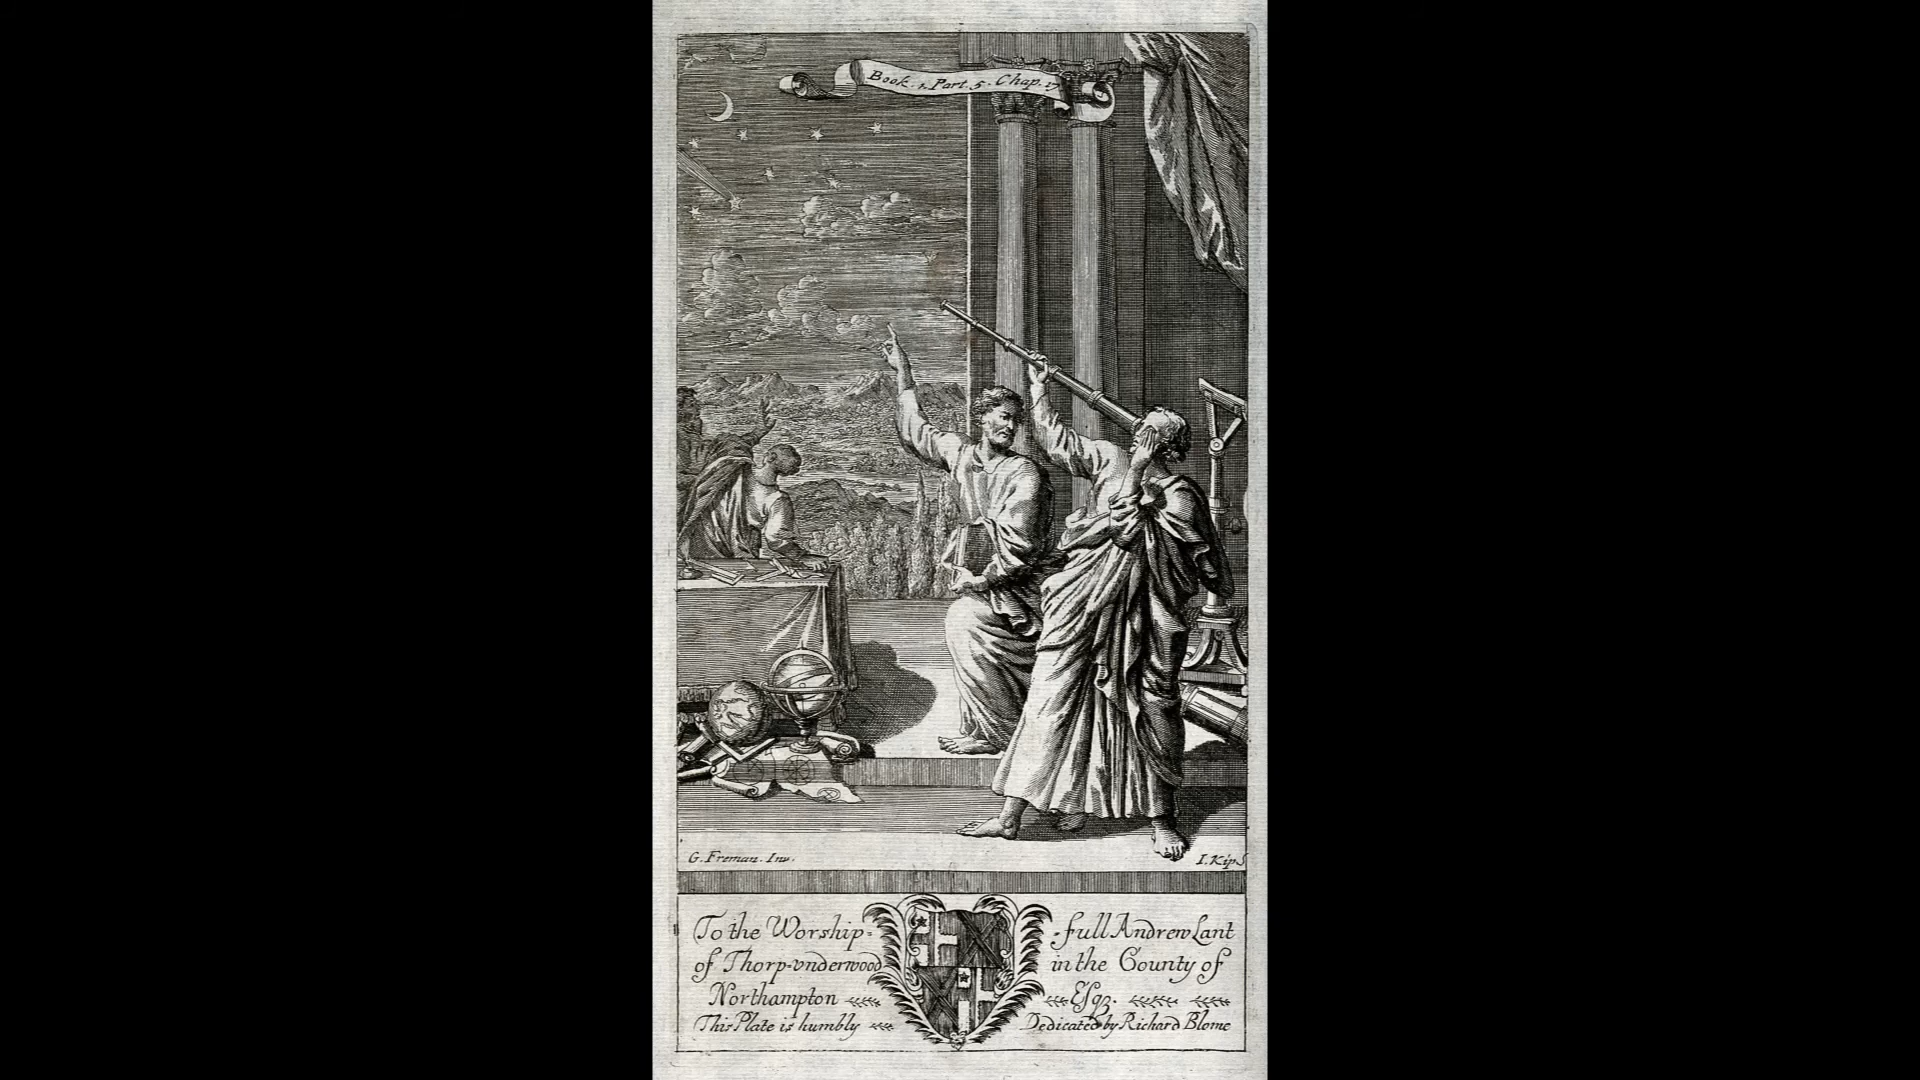 Book. 1. Part. 5. Chap. 17
G. Freman. Inv.
I. Kip S
To the Worship= =full Andrew Lant
of Thorp-vnderwood in the County of
Northampton Esqr.
This Plate is humbly Dedicated by Richard Blome